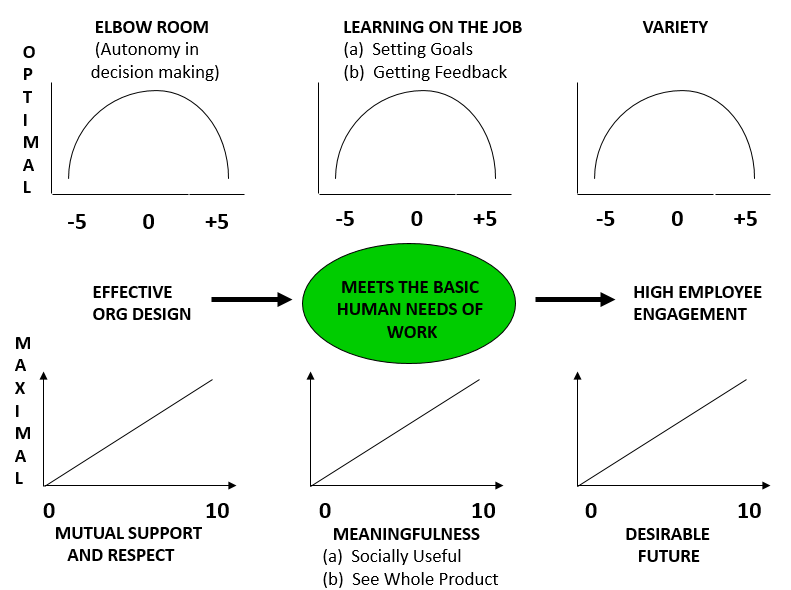 ELBOW ROOM
(Autonomy in
decision making)
LEARNING ON THE JOB
(a) Setting Goals
(b) Getting Feedback
VARIETY
OPTIMAL
-5 0 +5
-5 0 +5
-5 0 +5
EFFECTIVE
ORG DESIGN
MEETS THE BASIC
HUMAN NEEDS OF
WORK
HIGH EMPLOYEE
ENGAGEMENT
MAXIMAL
0 10
0 10
0 10
MUTUAL SUPPORT
AND RESPECT
MEANINGFULNESS
(a) Socially Useful
(b) See Whole Product
DESIRABLE
FUTURE